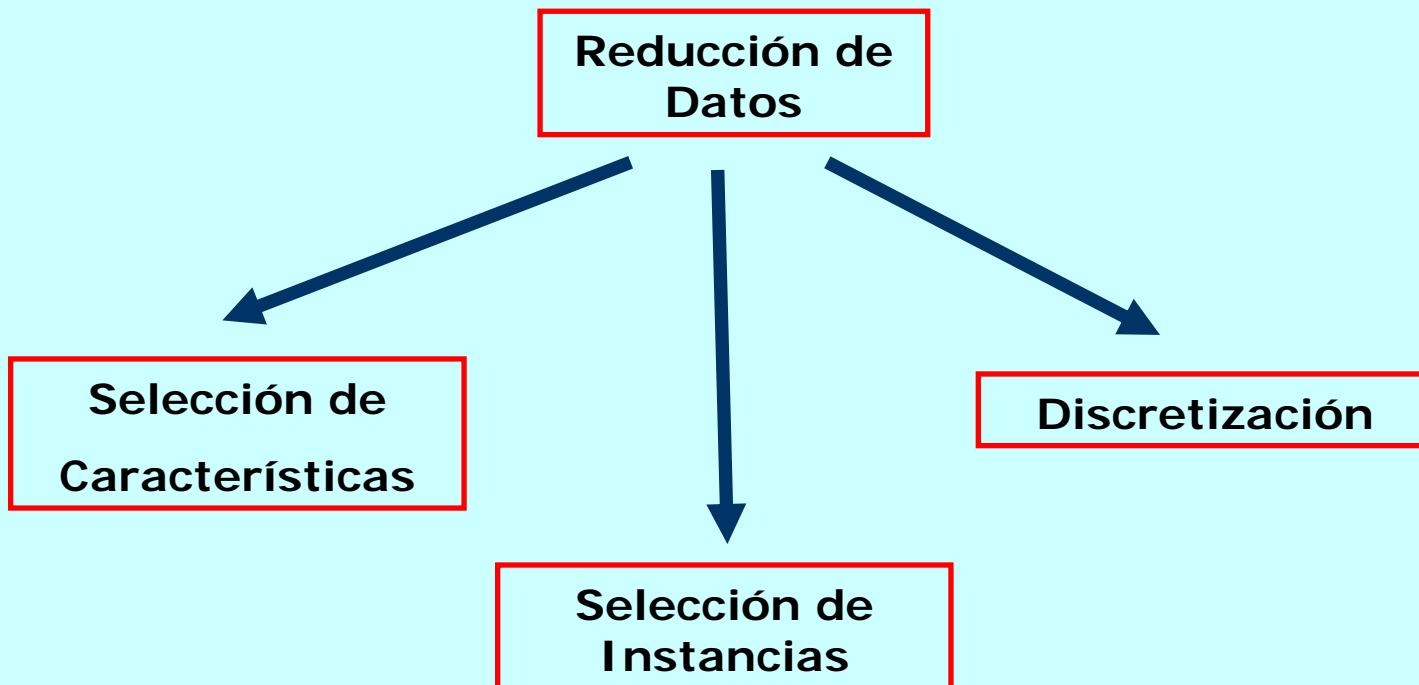 Reducción de
Datos
Selección de
Características
Discretización
Selección de
Instancias